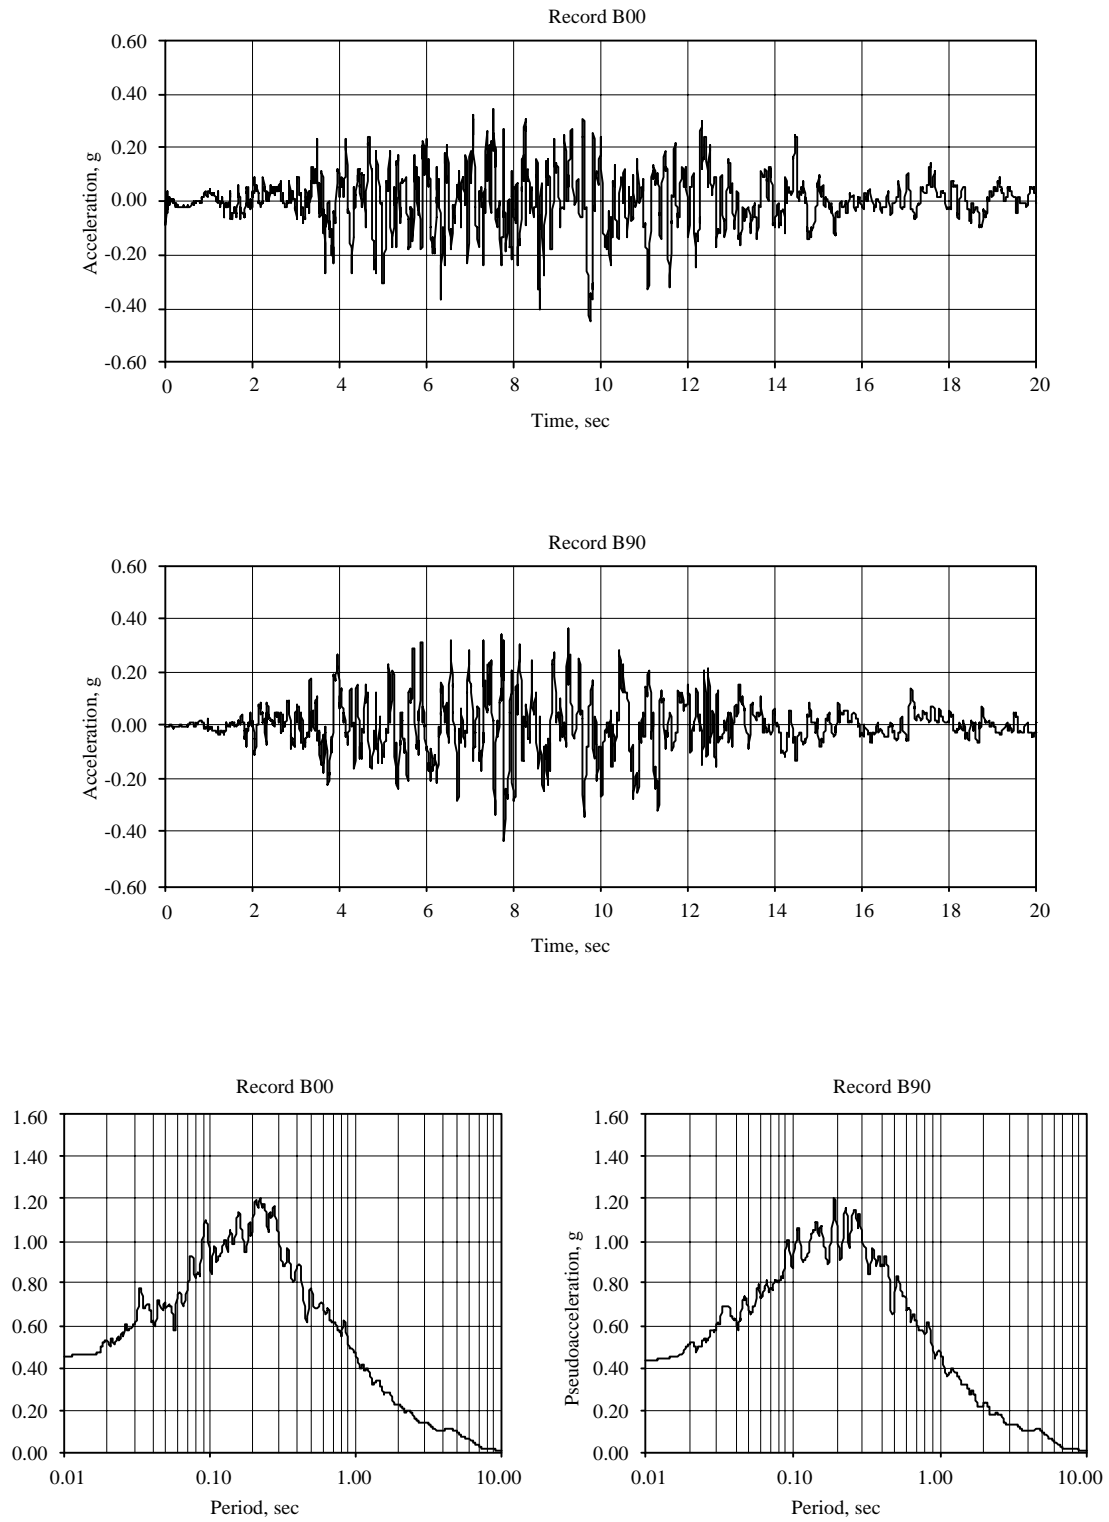 Record B00
0.60
0.40
0.20
0.00
-0.20
-0.40
-0.60
Acceleration, g
0 2 4 6 8 10 12 14 16 18 20
Time, sec
Record B90
0.60
0.40
0.20
0.00
-0.20
-0.40
-0.60
Acceleration, g
0 2 4 6 8 10 12 14 16 18 20
Time, sec
Record B00
1.60
1.40
1.20
1.00
0.80
0.60
0.40
0.20
0.00
0.01 0.10 1.00 10.00
Period, sec
Record B90
1.60
1.40
1.20
1.00
0.80
0.60
0.40
0.20
0.00
Pseudoacceleration, g
0.01 0.10 1.00 10.00
Period, sec